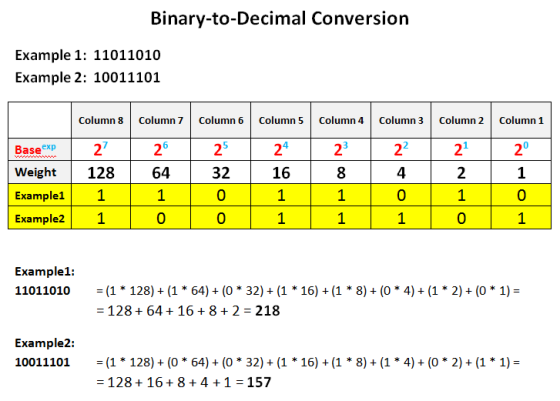 Binary-to-Decimal Conversion
Example 1: 11011010
Example 2: 10011101
Column 8 Column 7 Column 6 Column 5 Column 4 Column 3 Column 2 Column 1
Base^exp 2^7 2^6 2^5 2^4 2^3 2^2 2^1 2^0
Weight 128 64 32 16 8 4 2 1
Example1 1 1 0 1 1 0 1 0
Example2 1 0 0 1 1 1 0 1
Example1:
11011010 = (1 * 128) + (1 * 64) + (0 * 32) + (1 * 16) + (1 * 8) + (0 * 4) + (1 * 2) + (0 * 1) =
= 128 + 64 + 16 + 8 + 2 = 218
Example2:
10011101 = (1 * 128) + (0 * 64) + (0 * 32) + (1 * 16) + (1 * 8) + (1 * 4) + (0 * 2) + (1 * 1) =
= 128 + 16 + 8 + 4 + 1 = 157